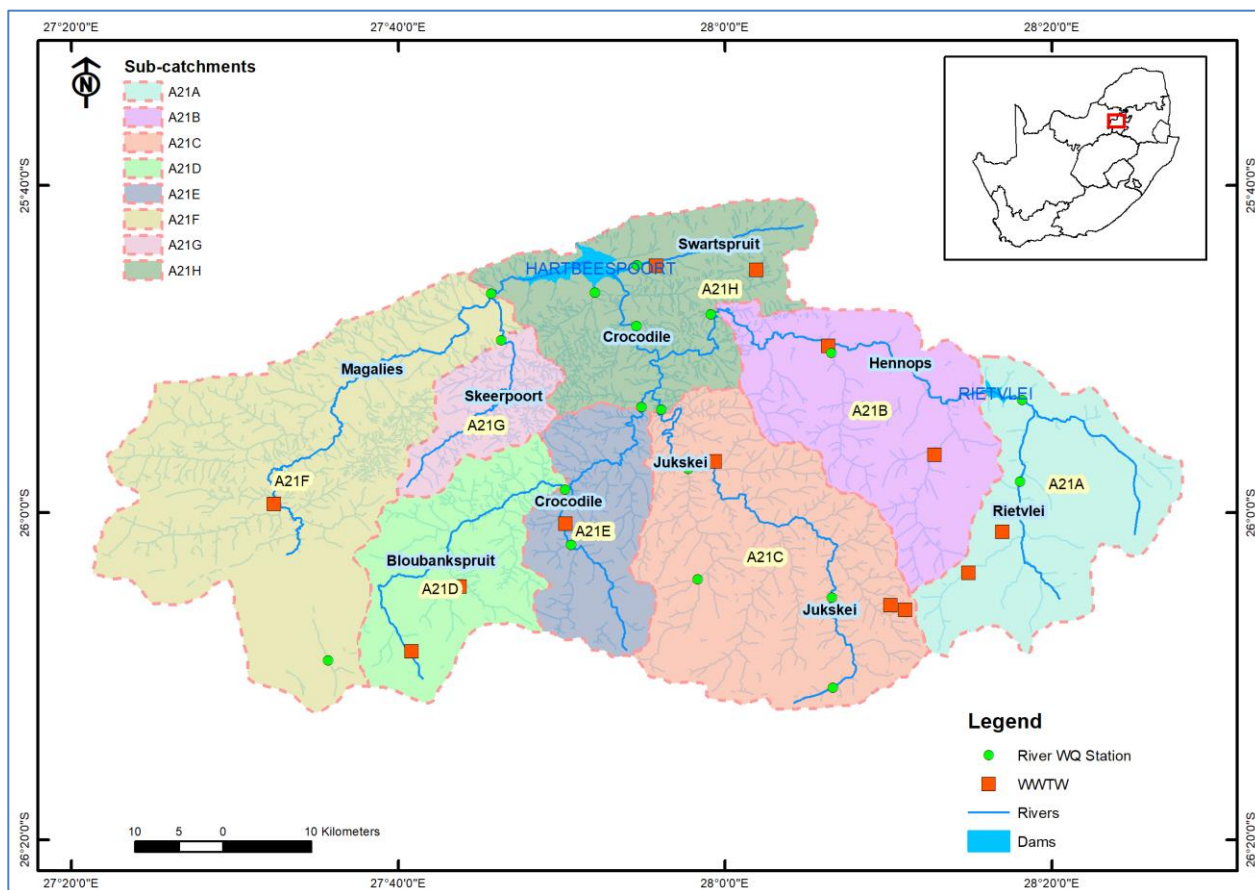 27°20'0"E
27°40'0"E
28°0'0"E
28°20'0"E
N
Sub-catchments
A21A
A21B
A21C
A21D
A21E
A21F
A21G
A21H
25°40'0"S
25°40'0"S
Swartspruit
HARTBEESPOORT
A21H
Crocodile
Magalies
Hennops
Skeerpoort
RIETVLEI
A21B
A21G
Jukskei
A21F
A21A
Crocodile
Rietvlei
26°0'0"S
26°0'0"S
A21E
Bloubankspruit
A21C
A21D
Jukskei
Legend
River WQ Station
WWTW
Rivers
Dams
10 5 0 10 Kilometers
26°20'0"S
26°20'0"S
27°20'0"E
27°40'0"E
28°0'0"E
28°20'0"E